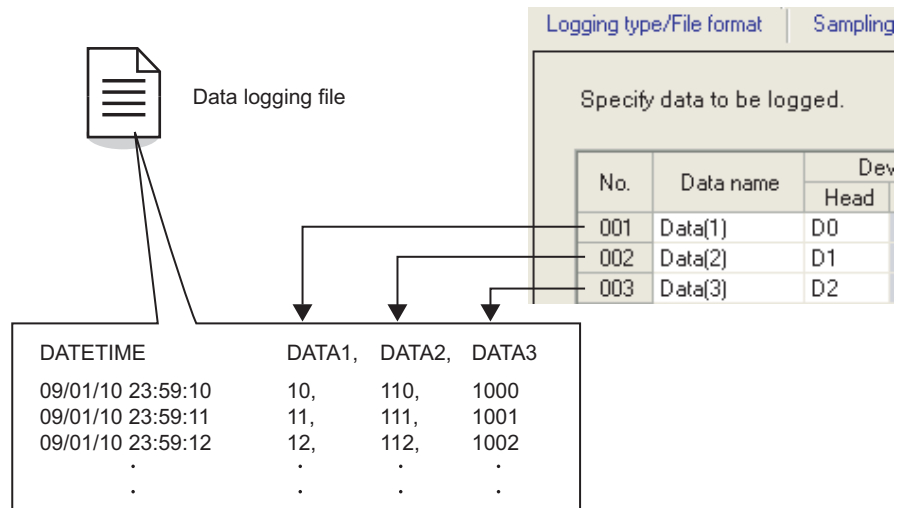 Logging type/File format Sampling
Data logging file
Specify data to be logged.
No. Data name Dev
Head
001 Data(1) D0
002 Data(2) D1
003 Data(3) D2
DATETIME DATA1, DATA2, DATA3
09/01/10 23:59:10 10, 110, 1000
09/01/10 23:59:11 11, 111, 1001
09/01/10 23:59:12 12, 112, 1002